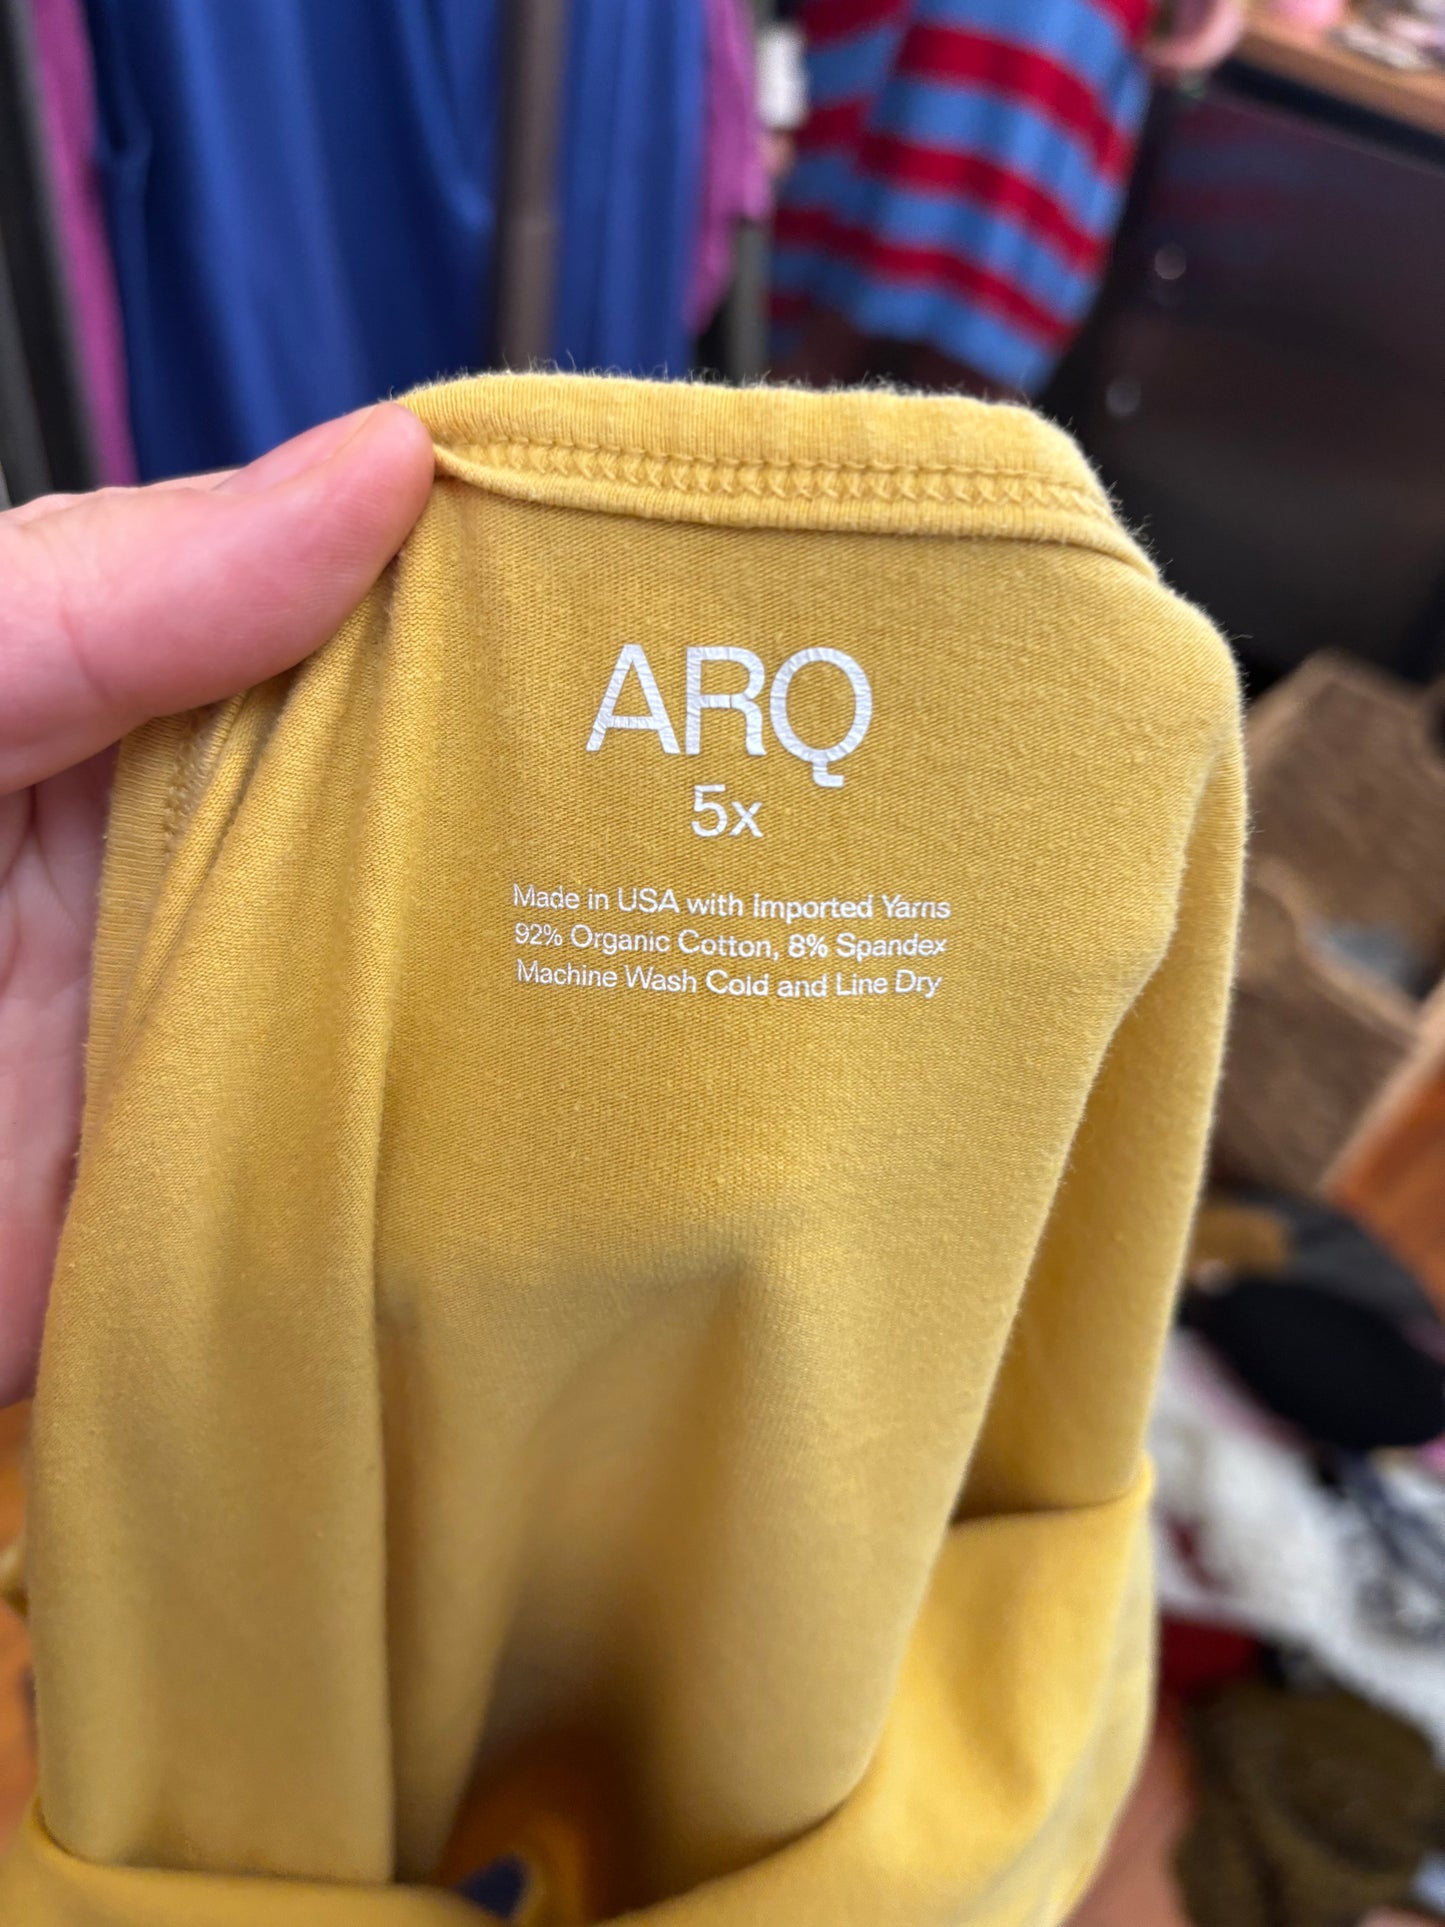 ARQ
5x
Made in USA with Imported Yarns
92% Organic Cotton, 8% Spandex
Machine Wash Cold and Line Dry